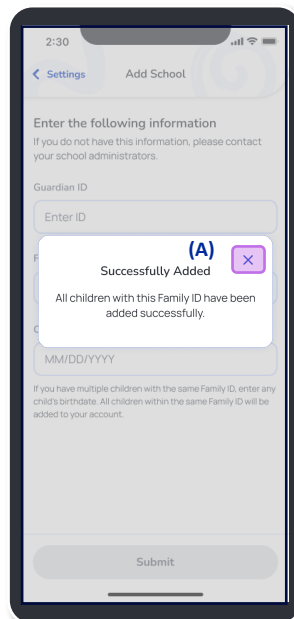 2:30
Settings
Add School
Enter the following information
If you do not have this information, please contact
your school administrators.
Guardian ID
Enter ID
(A)
Successfully Added
All children with this Family ID have been
added successfully.
MM/DD/YYYY
If you have multiple children with the same Family ID, enter any
child's birthdate. All children within the same Family ID will be
added to your account.
Submit